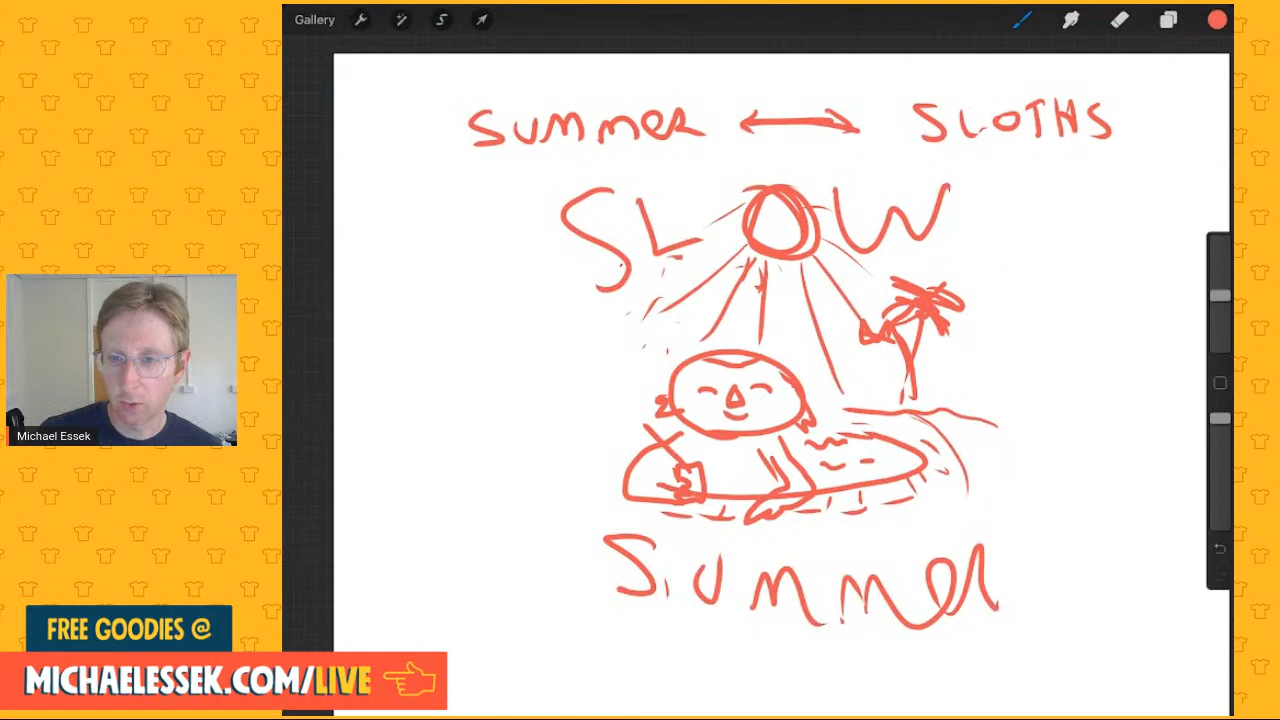 Gallery
SUMMER SLOTHS
SLOW
SUMMER
Michael Essek
FREE GOODIES @
MICHAELESSEK.COM/LIVE